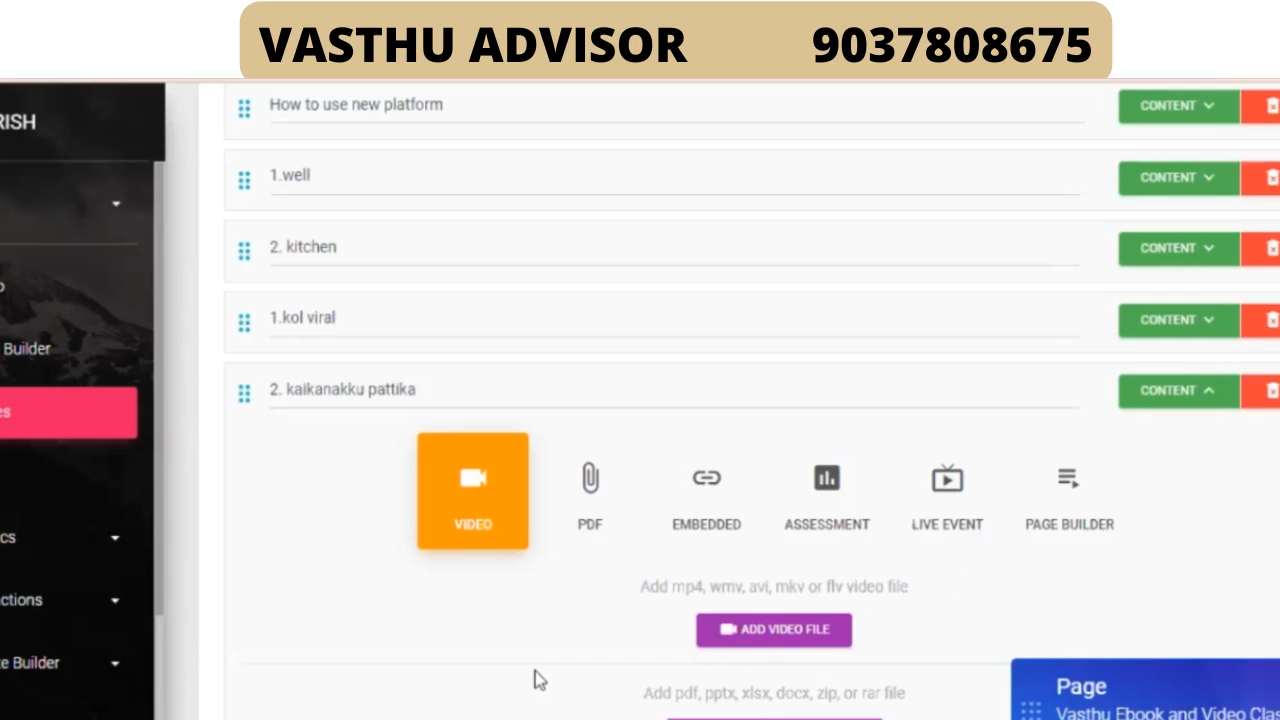 VASTHU ADVISOR 9037808675
RISH
How to use new platform CONTENT
1.well CONTENT
2. kitchen CONTENT
1.kol viral CONTENT
Builder
2. kaikanakku pattika CONTENT
es
VIDEO PDF EMBEDDED ASSESSMENT LIVE EVENT PAGE BUILDER
cs
Add mp4, wmv, avi, mkv or flv video file
ctions
ADD VIDEO FILE
e Builder
Add pdf, pptx, xlsx, docx, zip, or rar file
Page
Vasthu Ebook and Video Clas